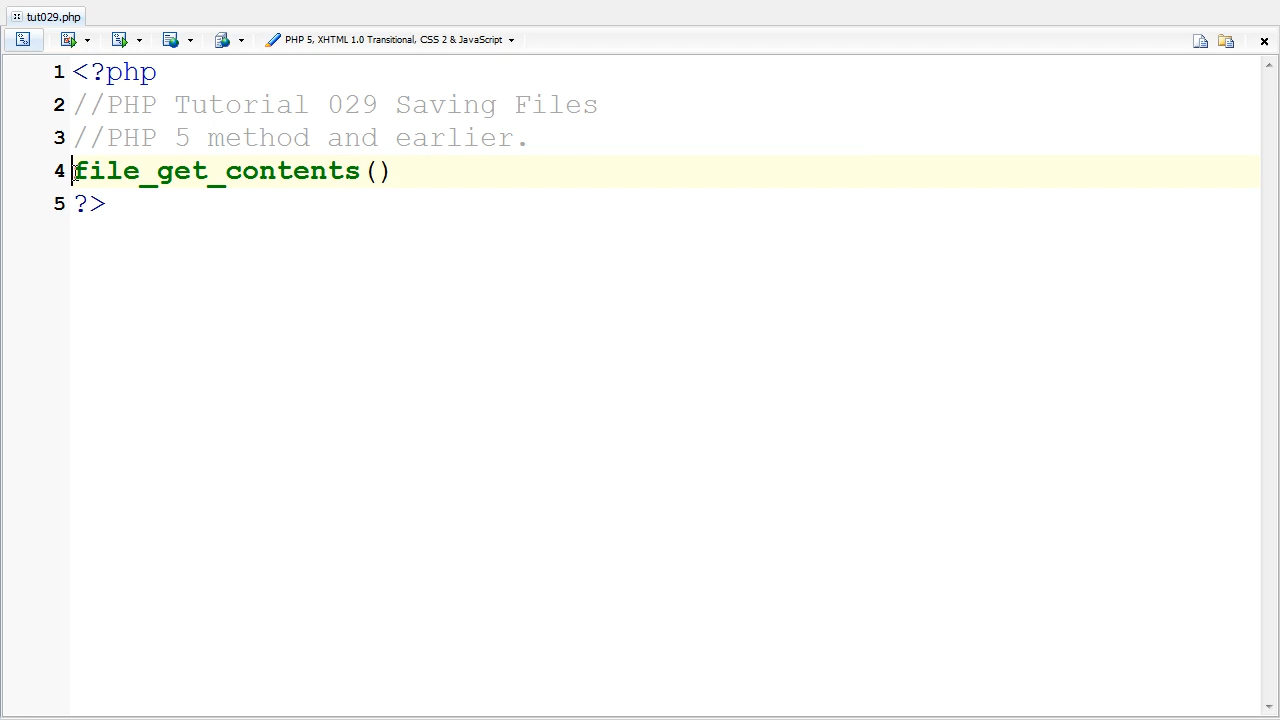 tut029.php
PHP 5, XHTML 1.0 Transitional, CSS 2 & JavaScript
1 <?php
2 //PHP Tutorial 029 Saving Files
3 //PHP 5 method and earlier.
4 file_get_contents()
5 ?>